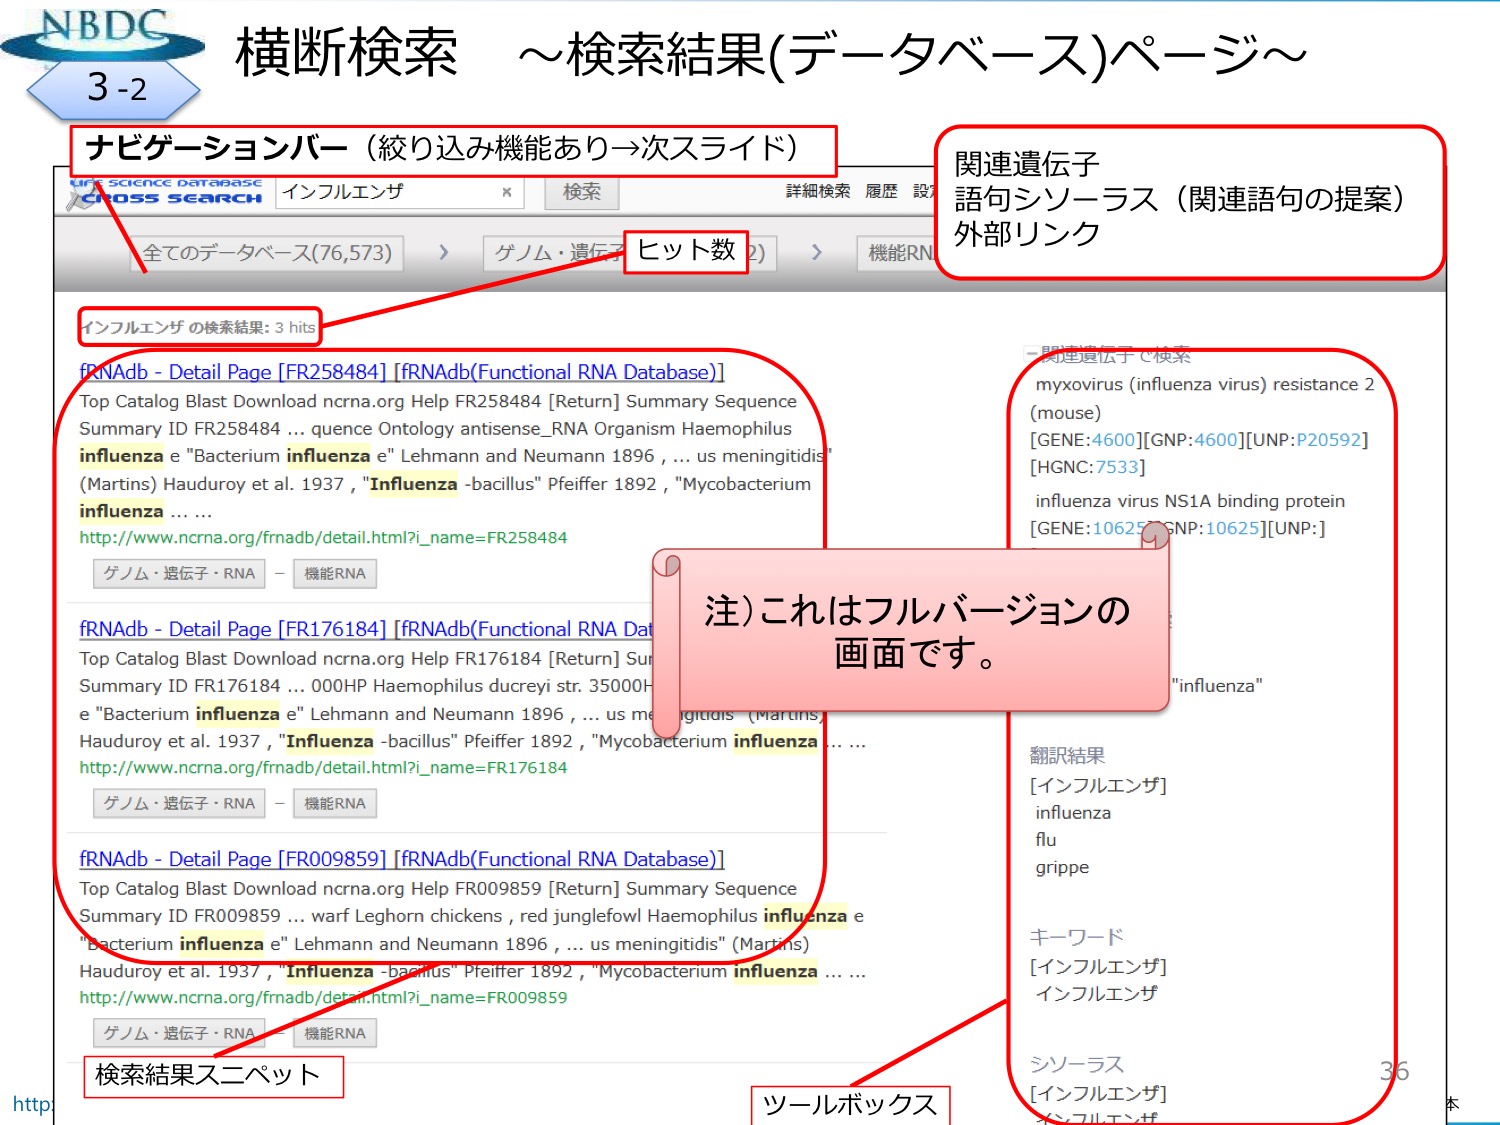 NBDC
3-2
横断検索　～検索結果(データベース)ページ～
ナビゲーションバー（絞り込み機能あり→次スライド）
関連遺伝子
語句シソーラス（関連語句の提案）
外部リンク
LIFE SCIENCE DATABASE
CROSS SEARCH
インフルエンザ × 検索
詳細検索 履歴
全てのデータベース(76,573) › ゲノム・遺伝子 2) › 機能RN
ヒット数
インフルエンザ の検索結果: 3 hits
fRNAdb - Detail Page [FR258484] [fRNAdb(Functional RNA Database)]
Top Catalog Blast Download ncrna.org Help FR258484 [Return] Summary Sequence
Summary ID FR258484 ... quence Ontology antisense_RNA Organism Haemophilus
influenza e "Bacterium influenza e" Lehmann and Neumann 1896 , ... us meningitidis"
(Martins) Hauduroy et al. 1937 , "Influenza -bacillus" Pfeiffer 1892 , "Mycobacterium
influenza ... ...
http://www.ncrna.org/frnadb/detail.html?i_name=FR258484
ゲノム・遺伝子・RNA － 機能RNA
fRNAdb - Detail Page [FR176184] [fRNAdb(Functional RNA Dat
Top Catalog Blast Download ncrna.org Help FR176184 [Return] Sur
Summary ID FR176184 ... 000HP Haemophilus ducreyi str. 35000H
e "Bacterium influenza e" Lehmann and Neumann 1896 , ... us meningitidis" (Martins)
Hauduroy et al. 1937 , "Influenza -bacillus" Pfeiffer 1892 , "Mycobacterium influenza ... ...
http://www.ncrna.org/frnadb/detail.html?i_name=FR176184
ゲノム・遺伝子・RNA － 機能RNA
fRNAdb - Detail Page [FR009859] [fRNAdb(Functional RNA Database)]
Top Catalog Blast Download ncrna.org Help FR009859 [Return] Summary Sequence
Summary ID FR009859 ... warf Leghorn chickens , red junglefowl Haemophilus influenza e
"Bacterium influenza e" Lehmann and Neumann 1896 , ... us meningitidis" (Martins)
Hauduroy et al. 1937 , "Influenza -bacillus" Pfeiffer 1892 , "Mycobacterium influenza ... ...
http://www.ncrna.org/frnadb/detail.html?i_name=FR009859
ゲノム・遺伝子・RNA － 機能RNA
検索結果スニペット
－関連遺伝子で検索
myxovirus (influenza virus) resistance 2
(mouse)
[GENE:4600][GNP:4600][UNP:P20592]
[HGNC:7533]
influenza virus NS1A binding protein
[GENE:10625][GNP:10625][UNP:]
注)これはフルバージョンの
画面です。
"influenza"
翻訳結果
[インフルエンザ]
influenza
flu
grippe
キーワード
[インフルエンザ]
インフルエンザ
シソーラス
[インフルエンザ]
インフルエンザ
ツールボックス
36
http:
本